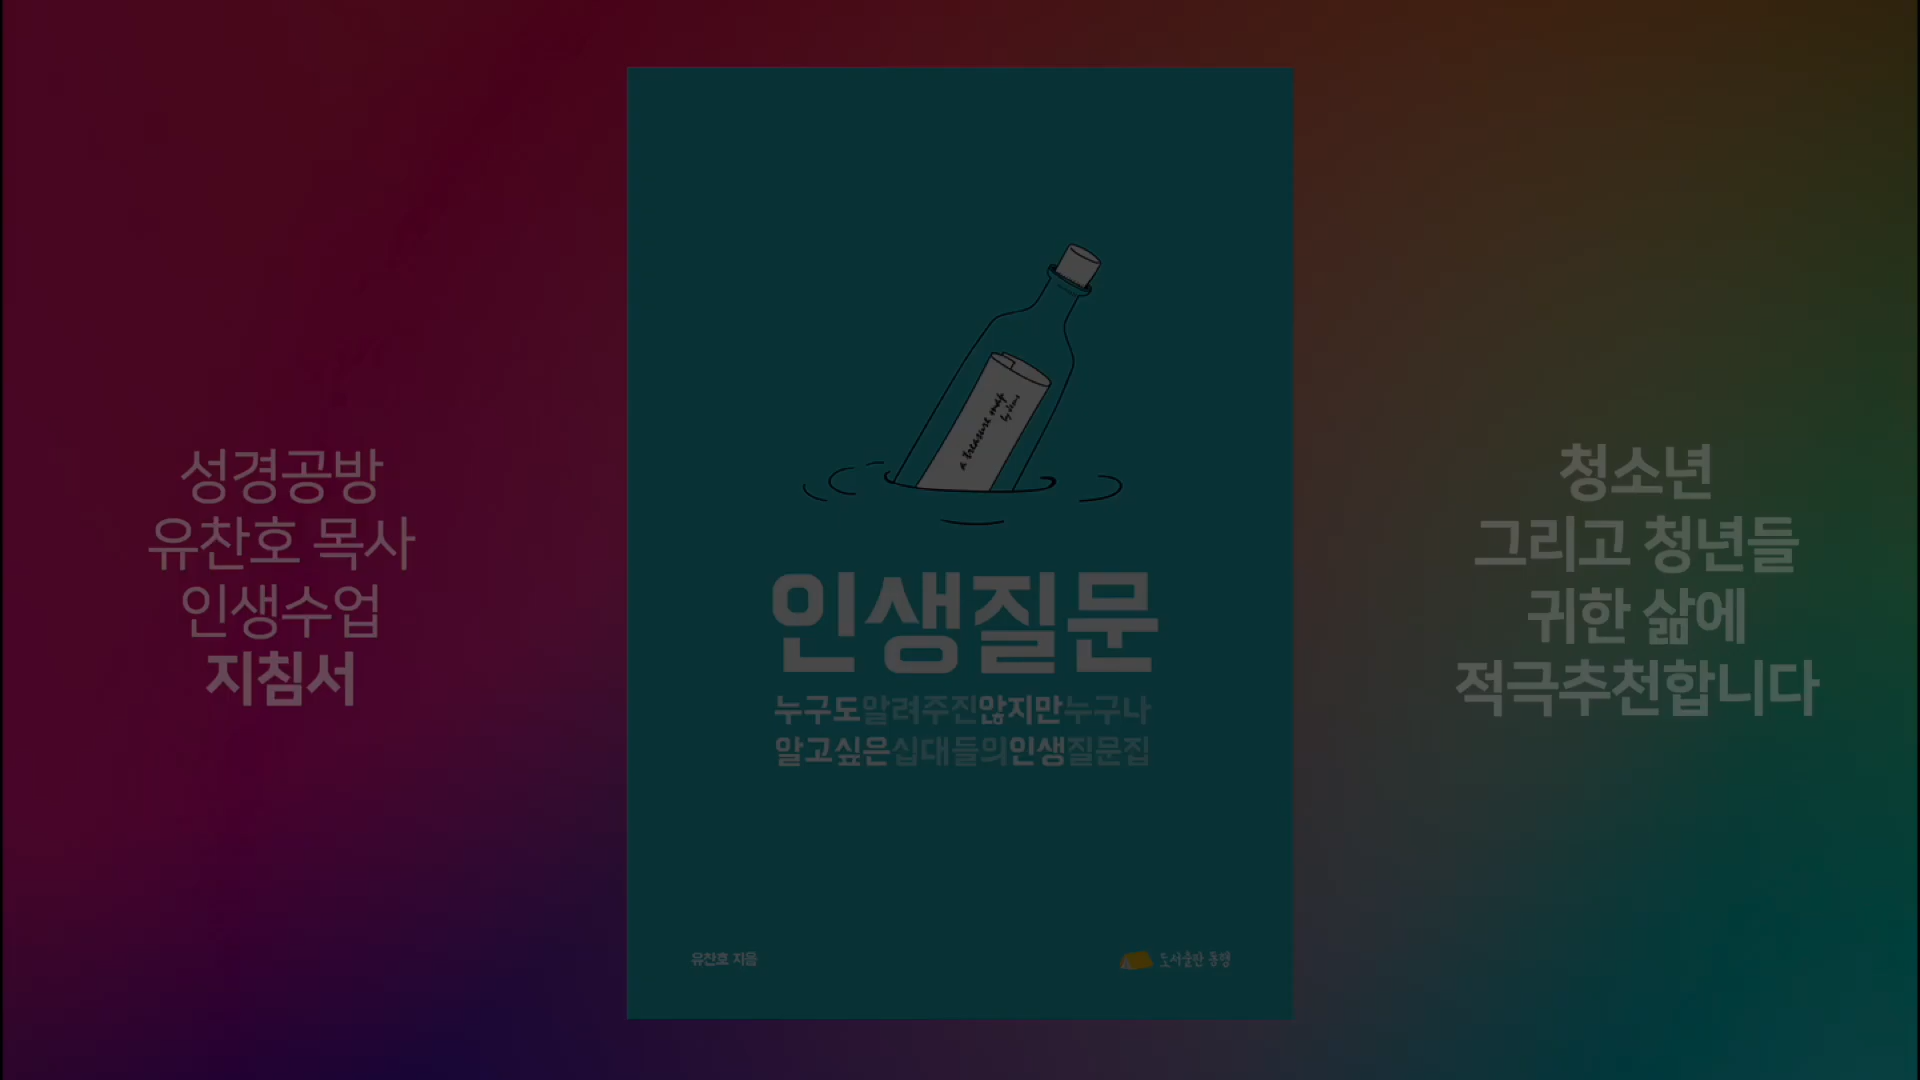 성경공방
유찬호 목사
인생수업
지침서
a treasure map
by Jesus
인생질문
누구도알려주진않지만누구나
알고싶은십대들의인생질문집
유찬호 지음
도서출판 동행
청소년
그리고 청년들
귀한 삶에
적극추천합니다